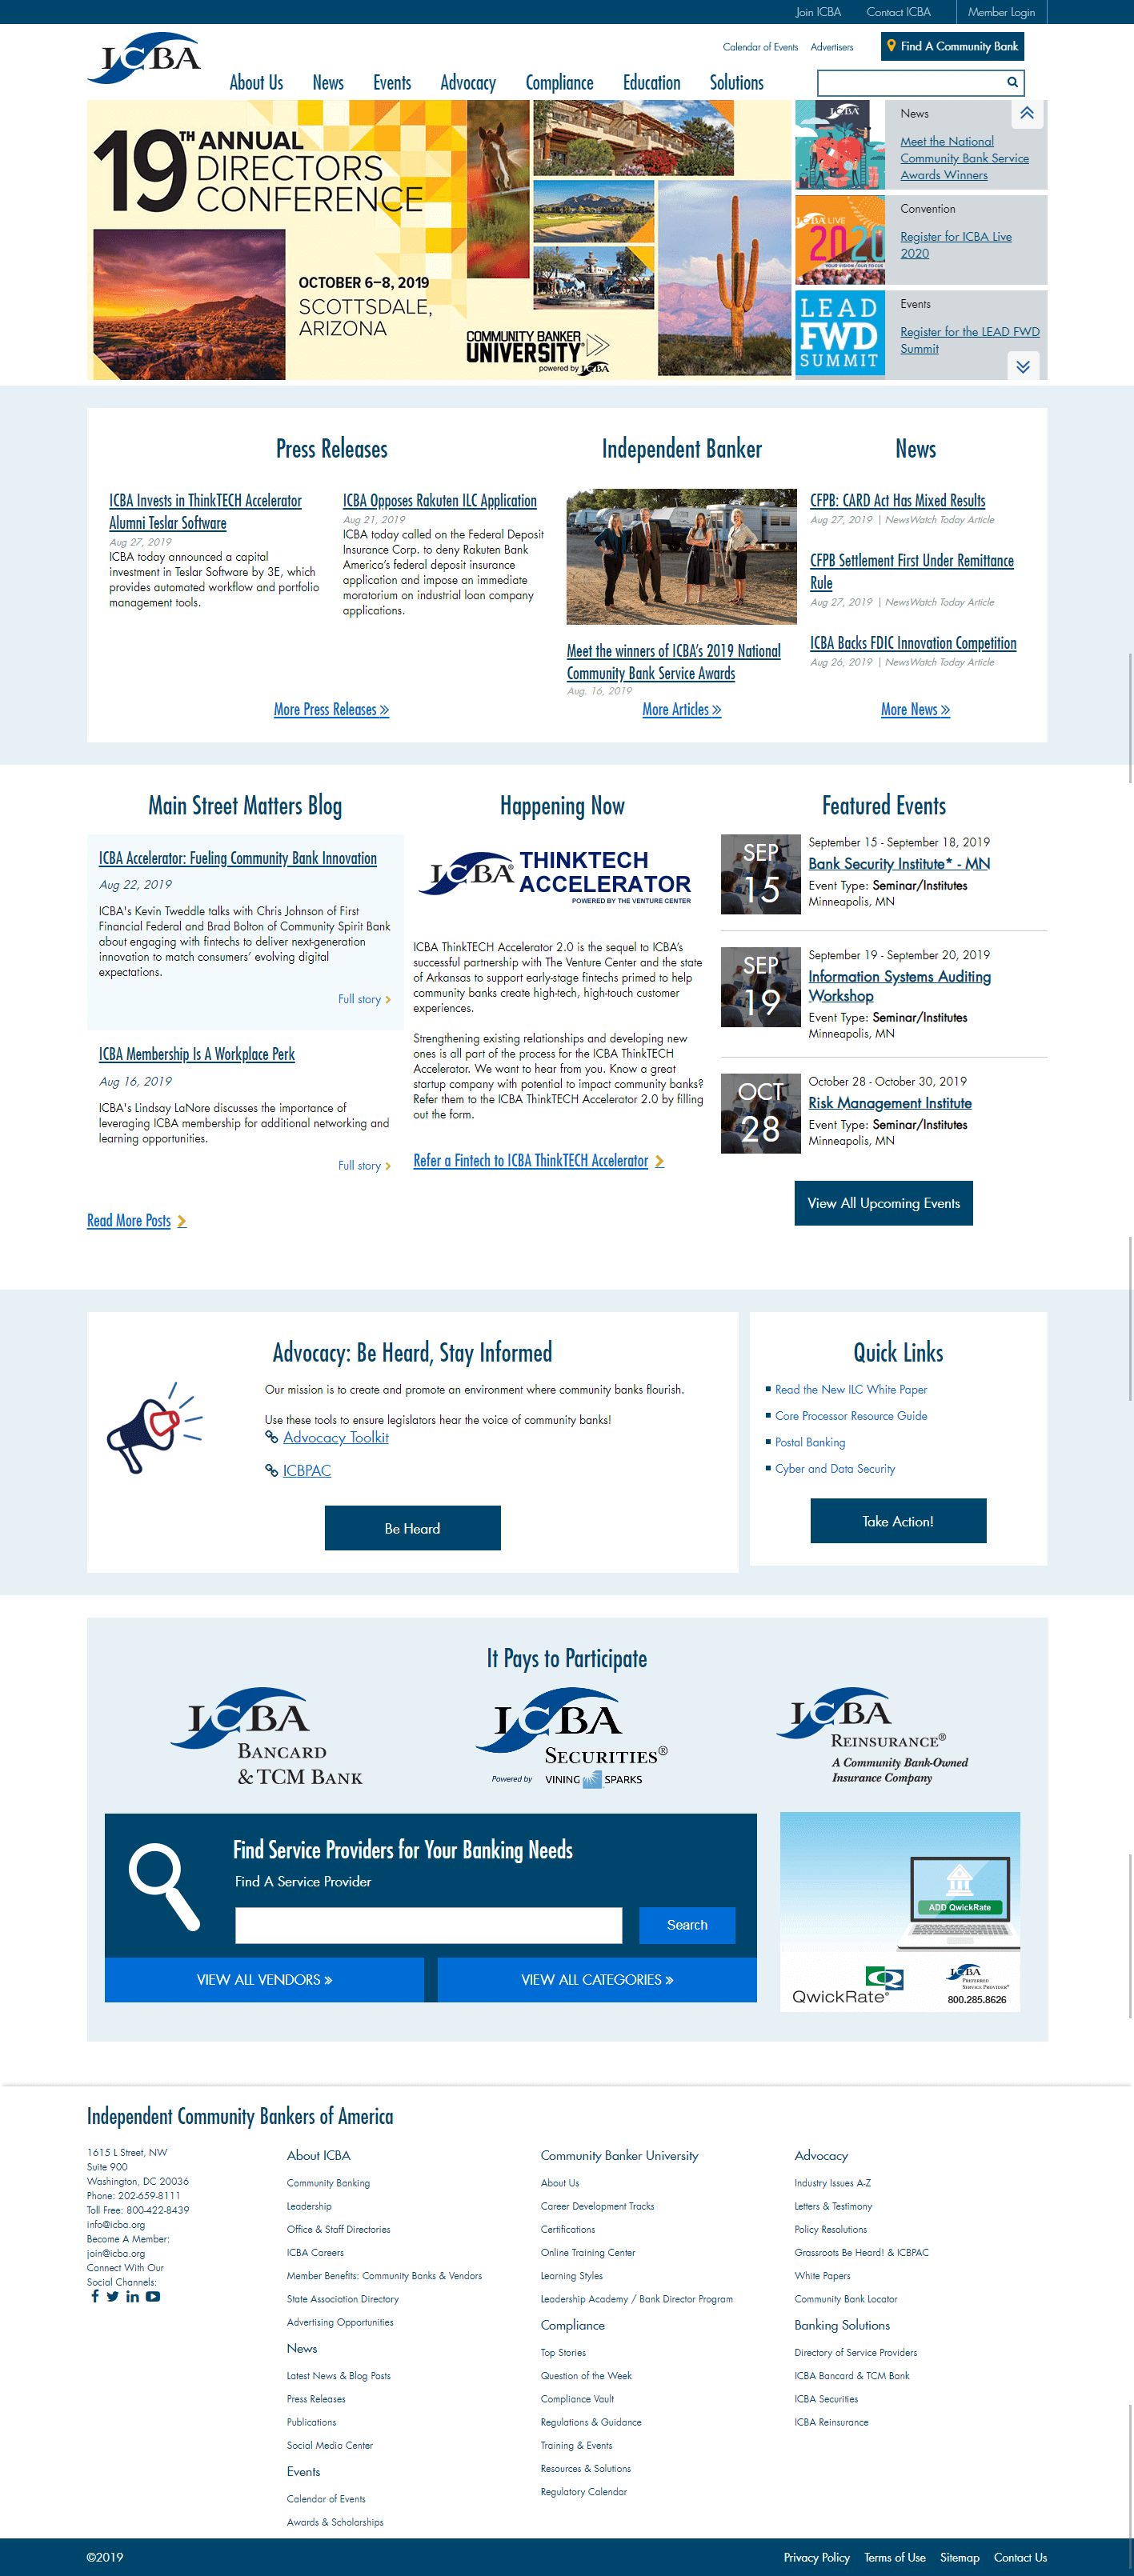 Join ICBA
Contact ICBA
Member Login
ICBA
Calendar of Events
Advertisers
Find A Community Bank
About Us
News
Events
Advocacy
Compliance
Education
Solutions
19TH ANNUAL
DIRECTORS
CONFERENCE
OCTOBER 6–8, 2019
SCOTTSDALE,
ARIZONA
COMMUNITY BANKER
UNIVERSITY
powered by ICBA
ICBA
News
Meet the National
Community Bank Service
Awards Winners
ICBA LIVE
2020
YOUR VISION/OUR FOCUS
Convention
Register for ICBA Live
2020
LEAD
FWD
SUMMIT
Events
Register for the LEAD FWD
Summit
Press Releases
ICBA Invests in ThinkTECH Accelerator
Alumni Teslar Software
Aug 27, 2019
ICBA today announced a capital
investment in Teslar Software by 3E, which
provides automated workflow and portfolio
management tools.
ICBA Opposes Rakuten ILC Application
Aug 21, 2019
ICBA today called on the Federal Deposit
Insurance Corp. to deny Rakuten Bank
America's federal deposit insurance
application and impose an immediate
moratorium on industrial loan company
applications.
More Press Releases »
Independent Banker
Meet the winners of ICBA's 2019 National
Community Bank Service Awards
Aug. 16, 2019
More Articles »
News
CFPB: CARD Act Has Mixed Results
Aug 27, 2019 | NewsWatch Today Article
CFPB Settlement First Under Remittance
Rule
Aug 27, 2019 | NewsWatch Today Article
ICBA Backs FDIC Innovation Competition
Aug 26, 2019 | NewsWatch Today Article
More News »
Main Street Matters Blog
ICBA Accelerator: Fueling Community Bank Innovation
Aug 22, 2019
ICBA's Kevin Tweddle talks with Chris Johnson of First
Financial Federal and Brad Bolton of Community Spirit Bank
about engaging with fintechs to deliver next-generation
innovation to match consumers' evolving digital
expectations.
Full story
ICBA Membership Is A Workplace Perk
Aug 16, 2019
ICBA's Lindsay LaNore discusses the importance of
leveraging ICBA membership for additional networking and
learning opportunities.
Full story
Read More Posts
Happening Now
ICBA® THINKTECH
ACCELERATOR
POWERED BY THE VENTURE CENTER
ICBA ThinkTECH Accelerator 2.0 is the sequel to ICBA's
successful partnership with The Venture Center and the state
of Arkansas to support early-stage fintechs primed to help
community banks create high-tech, high-touch customer
experiences.
Strengthening existing relationships and developing new
ones is all part of the process for the ICBA ThinkTECH
Accelerator. We want to hear from you. Know a great
startup company with potential to impact community banks?
Refer them to the ICBA ThinkTECH Accelerator 2.0 by filling
out the form.
Refer a Fintech to ICBA ThinkTECH Accelerator
Featured Events
SEP
15
September 15 - September 18, 2019
Bank Security Institute* - MN
Event Type: Seminar/Institutes
Minneapolis, MN
SEP
19
September 19 - September 20, 2019
Information Systems Auditing
Workshop
Event Type: Seminar/Institutes
Minneapolis, MN
OCT
28
October 28 - October 30, 2019
Risk Management Institute
Event Type: Seminar/Institutes
Minneapolis, MN
View All Upcoming Events
Advocacy: Be Heard, Stay Informed
Our mission is to create and promote an environment where community banks flourish.
Use these tools to ensure legislators hear the voice of community banks!
Advocacy Toolkit
ICBPAC
Be Heard
Quick Links
Read the New ILC White Paper
Core Processor Resource Guide
Postal Banking
Cyber and Data Security
Take Action!
It Pays to Participate
ICBA
BANCARD
& TCM BANK
ICBA
SECURITIES®
Powered by VINING SPARKS
ICBA
REINSURANCE®
A Community Bank-Owned
Insurance Company
Find Service Providers for Your Banking Needs
Find A Service Provider
Search
VIEW ALL VENDORS »
VIEW ALL CATEGORIES »
ADD QwickRate
QwickRate®
ICBA
PREFERRED
SERVICE PROVIDER®
800.285.8626
Independent Community Bankers of America
1615 L Street, NW
Suite 900
Washington, DC 20036
Phone: 202-659-8111
Toll Free: 800-422-8439
info@icba.org
Become A Member:
join@icba.org
Connect With Our
Social Channels:
About ICBA
Community Banking
Leadership
Office & Staff Directories
ICBA Careers
Member Benefits: Community Banks & Vendors
State Association Directory
Advertising Opportunities
News
Latest News & Blog Posts
Press Releases
Publications
Social Media Center
Events
Calendar of Events
Awards & Scholarships
Community Banker University
About Us
Career Development Tracks
Certifications
Online Training Center
Learning Styles
Leadership Academy / Bank Director Program
Compliance
Top Stories
Question of the Week
Compliance Vault
Regulations & Guidance
Training & Events
Resources & Solutions
Regulatory Calendar
Advocacy
Industry Issues A-Z
Letters & Testimony
Policy Resolutions
Grassroots Be Heard! & ICBPAC
White Papers
Community Bank Locator
Banking Solutions
Directory of Service Providers
ICBA Bancard & TCM Bank
ICBA Securities
ICBA Reinsurance
©2019
Privacy Policy
Terms of Use
Sitemap
Contact Us